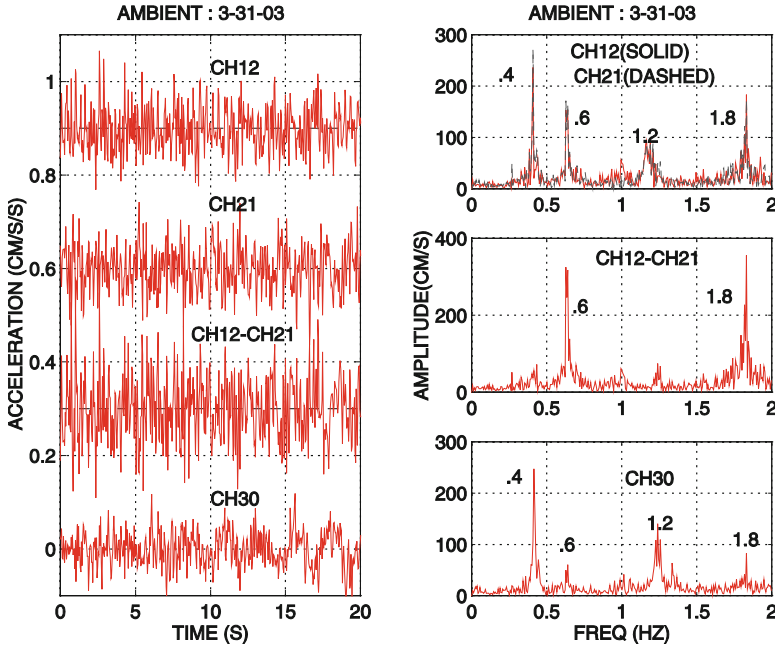 AMBIENT : 3-31-03
ACCELERATION (CM/S/S)
1
0.8
0.6
0.4
0.2
0
CH12
CH21
CH12-CH21
CH30
0 5 10 15 20
TIME (S)
AMBIENT : 3-31-03
AMPLITUDE(CM/S)
300
200
100
0
CH12(SOLID)
CH21(DASHED)
.4
.6
1.2
1.8
0 0.5 1 1.5 2
400
200
0
CH12-CH21
.6
1.8
0 0.5 1 1.5 2
300
200
100
0
CH30
.4
.6
1.2
1.8
0 0.5 1 1.5 2
FREQ (HZ)